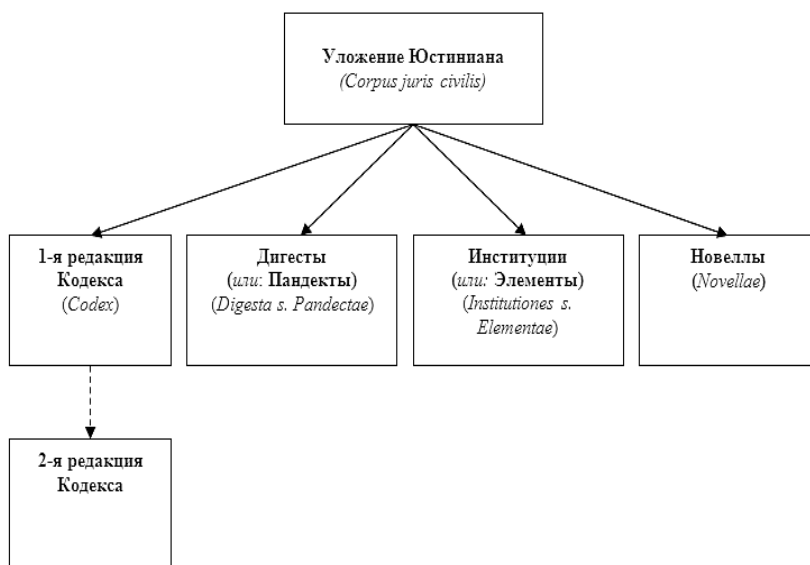 Уложение Юстиниана
(Corpus juris civilis)
1-я редакция
Кодекса
(Codex)
Дигесты
(или: Пандекты)
(Digesta s. Pandectae)
Институции
(или: Элементы)
(Institutiones s.
Elementae)
Новеллы
(Novellae)
2-я редакция
Кодекса